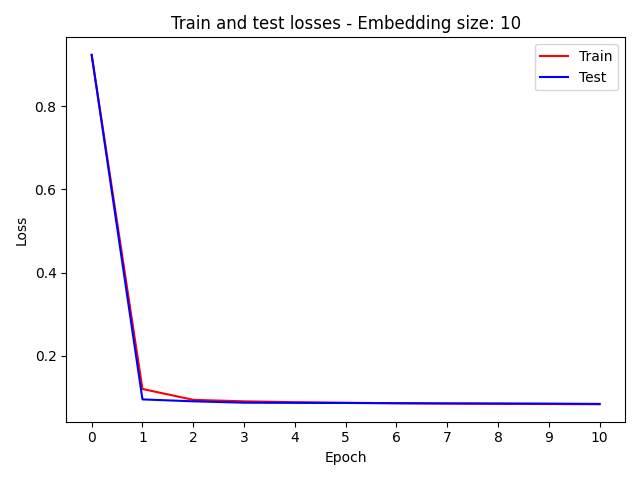 Train and test losses - Embedding size: 10
Train
Test
0.8
0.6
0.4
0.2
Loss
0 1 2 3 4 5 6 7 8 9 10
Epoch